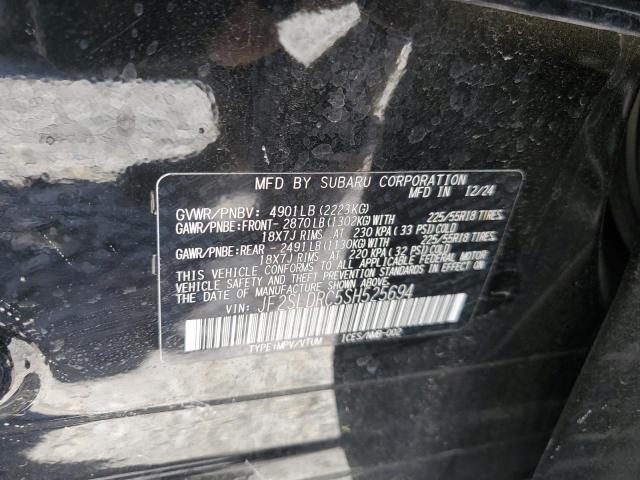 MFD BY SUBARU CORPORATION
MFD IN 12/24
GVWR/PNBV: 4901LB(2223KG)
GAWR/PNBE:FRONT- 2870LB(1302KG)WITH 225/55R18 TIRES,
18X7J RIMS AT 230 KPA(33 PSI)COLD
GAWR/PNBE:REAR - 2491LB(1130KG)WITH 225/55R18 TIRES,
18X7J RIMS AT 220 KPA(32 PSI)COLD
THIS VEHICLE CONFORMS TO ALL APPLICABLE FEDERAL MOTOR
VEHICLE SAFETY AND THEFT PREVENTION STANDARDS IN EFFECT ON
THE DATE OF MANUFACTURE SHOWN ABOVE.
VIN: JF2SLDRC5SH525694
TYPE:MPV/VTUM ICES/NMB-002